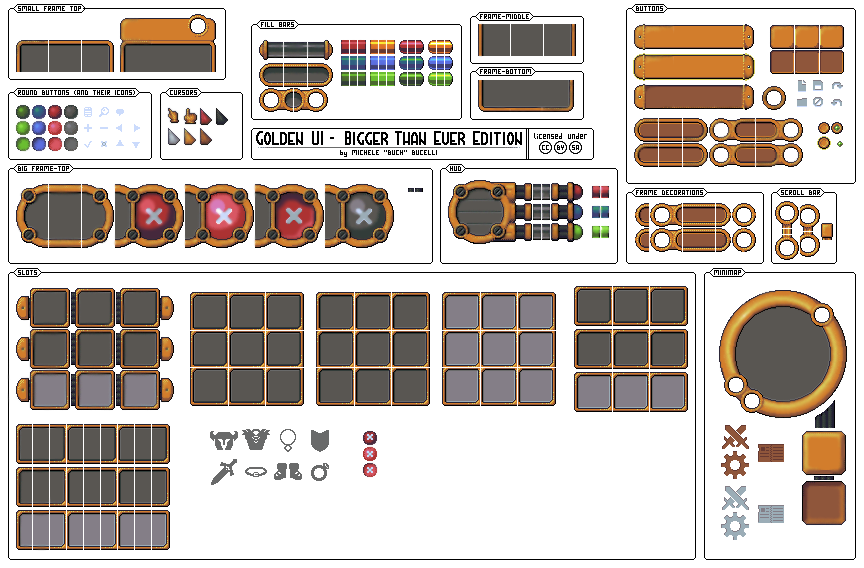 SMALL FRAME TOP
FILL BARS
FRAME-MIDDLE
BUTTONS
FRAME-BOTTOM
ROUND BUTTONS (AND THEIR ICONS)
CURSORS
GOLDEN UI - BIGGER THAN EVER EDITION
by MICHELE "BUCH" BUCELLI
licensed under
CC BY SA
BIG FRAME-TOP
HUD
FRAME DECORATIONS
SCROLL BAR
SLOTS
MINIMAP